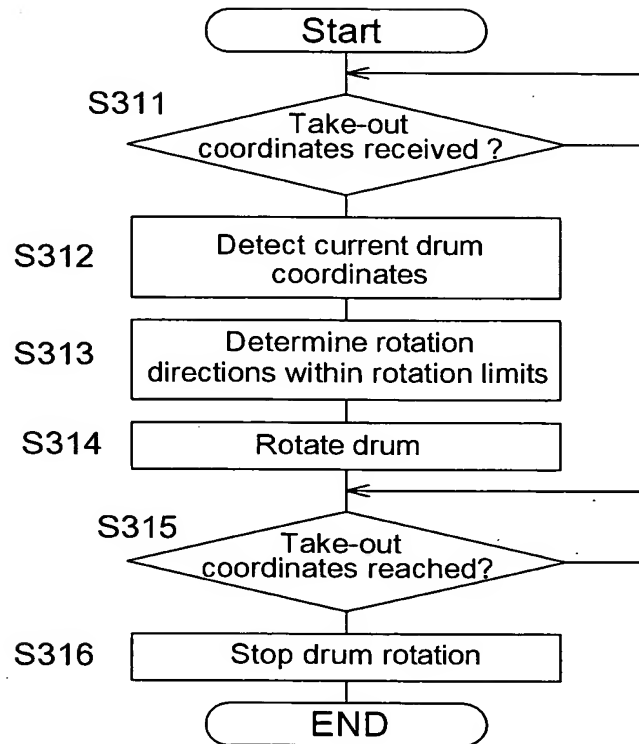 Start
S311
Take-out
coordinates received ?
S312
Detect current drum
coordinates
S313
Determine rotation
directions within rotation limits
S314
Rotate drum
S315
Take-out
coordinates reached?
S316
Stop drum rotation
END